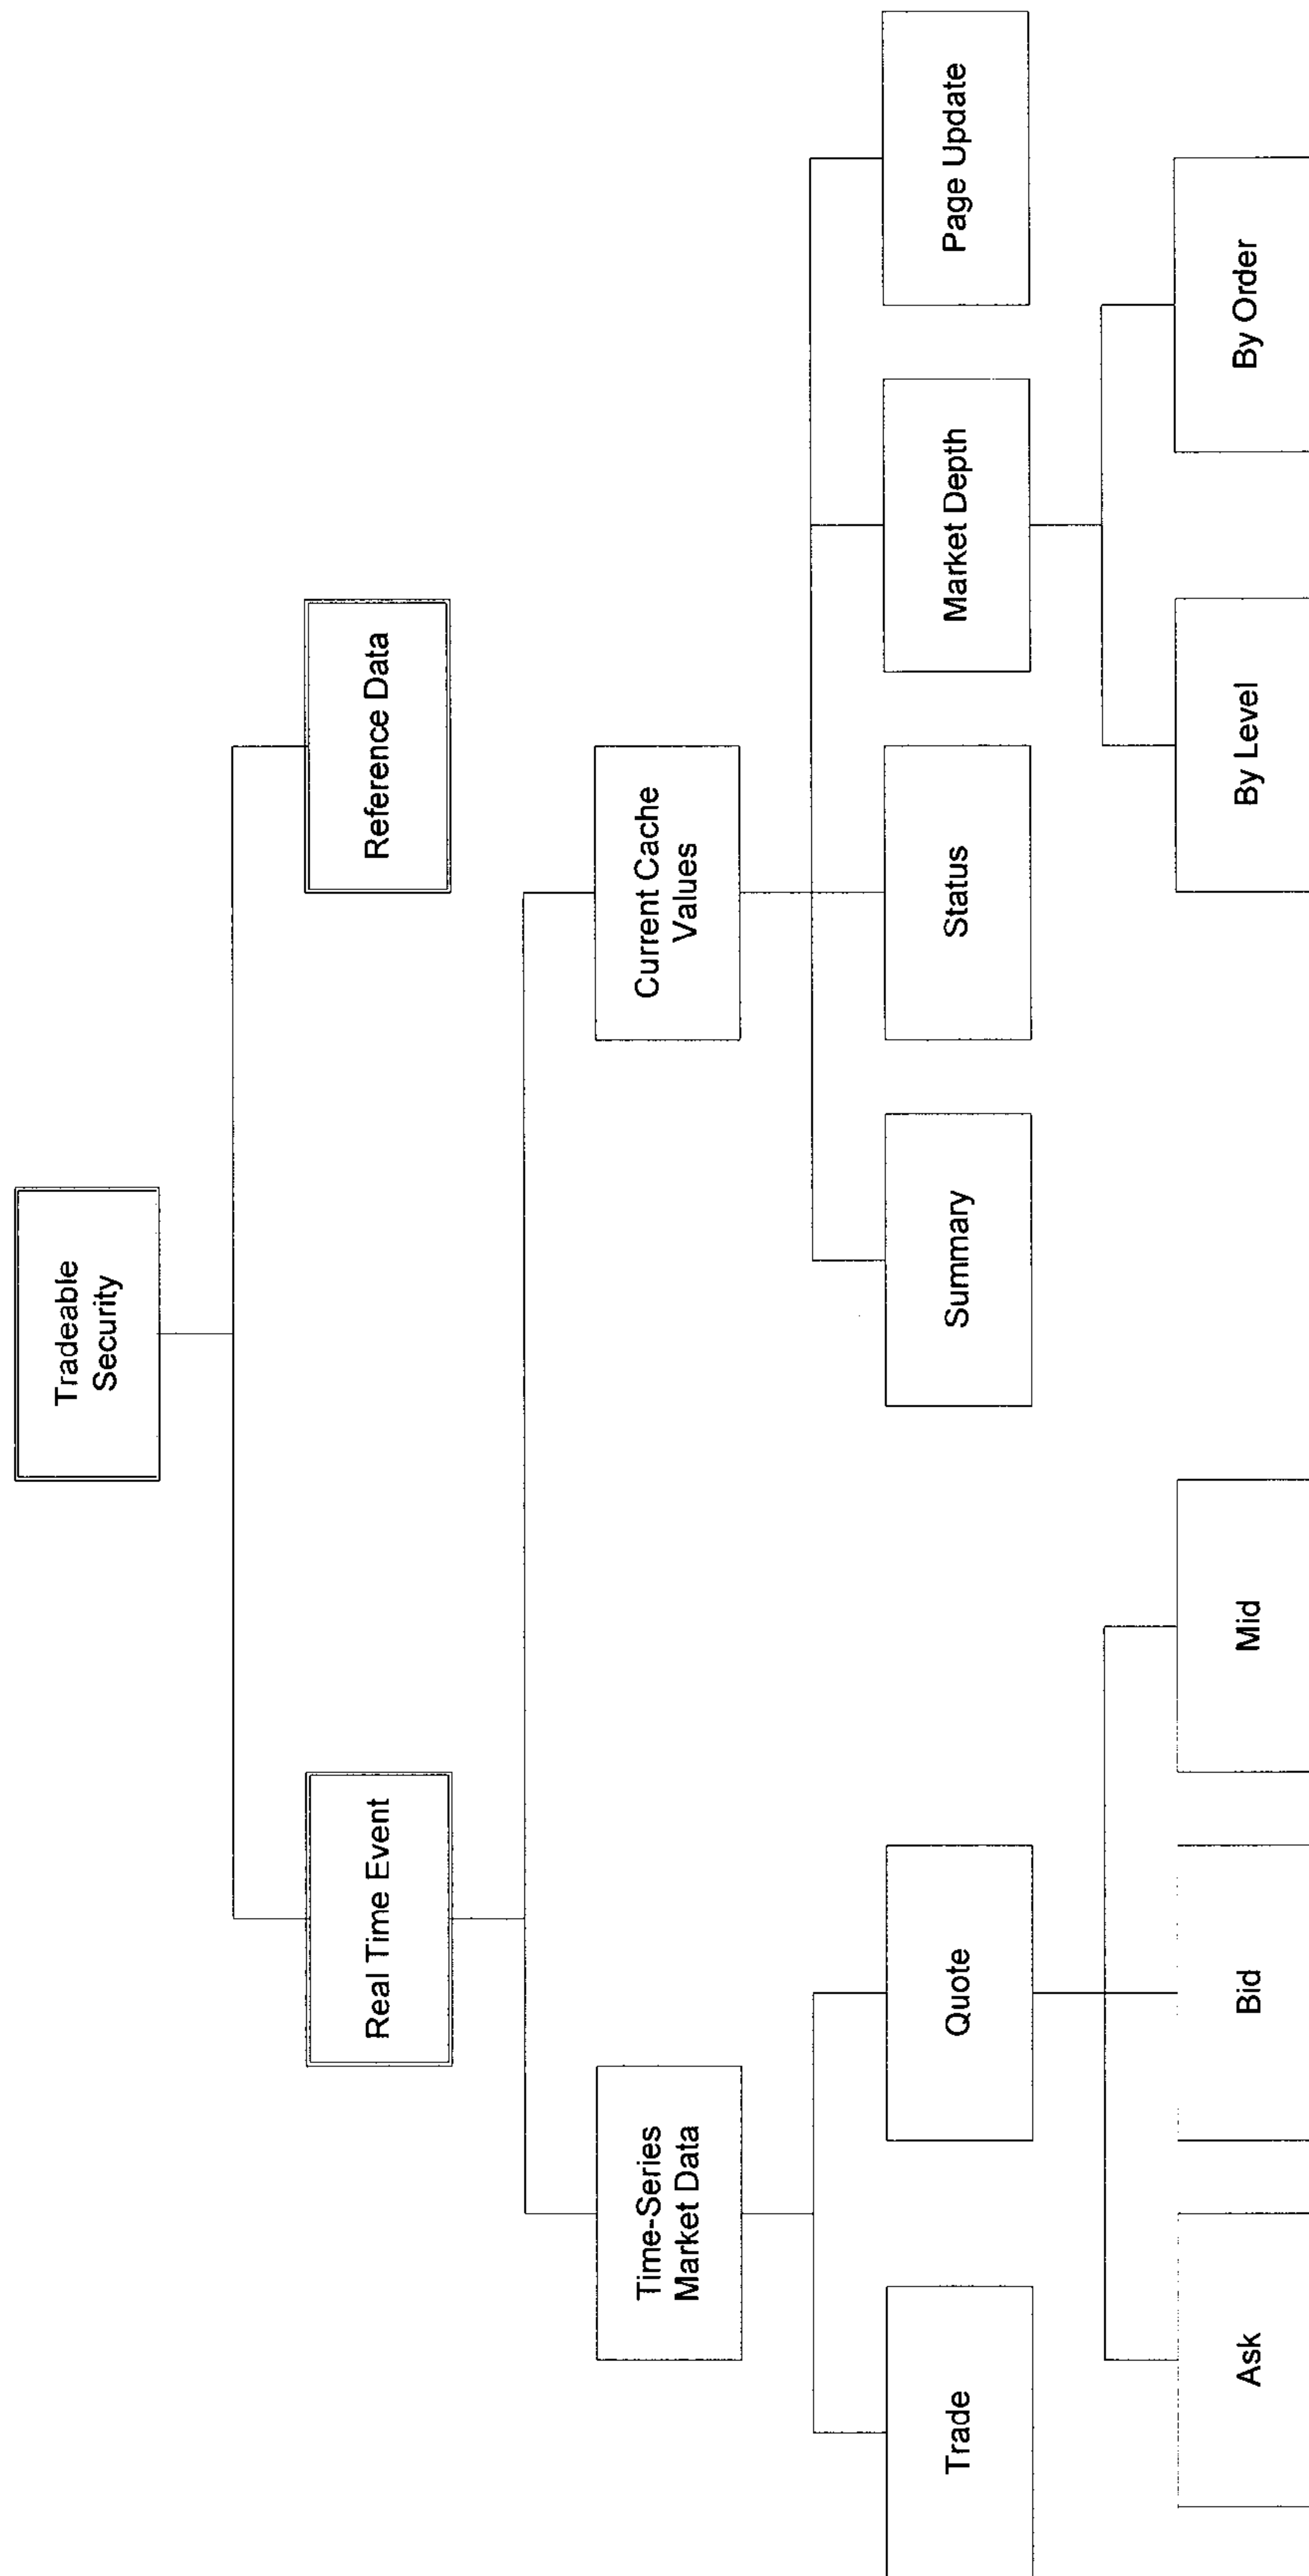 Tradeable
Security
Real Time Event
Reference Data
Time-Series
Market Data
Current Cache
Values
Trade
Quote
Summary
Status
Market Depth
Page Update
Ask
Bid
Mid
By Level
By Order